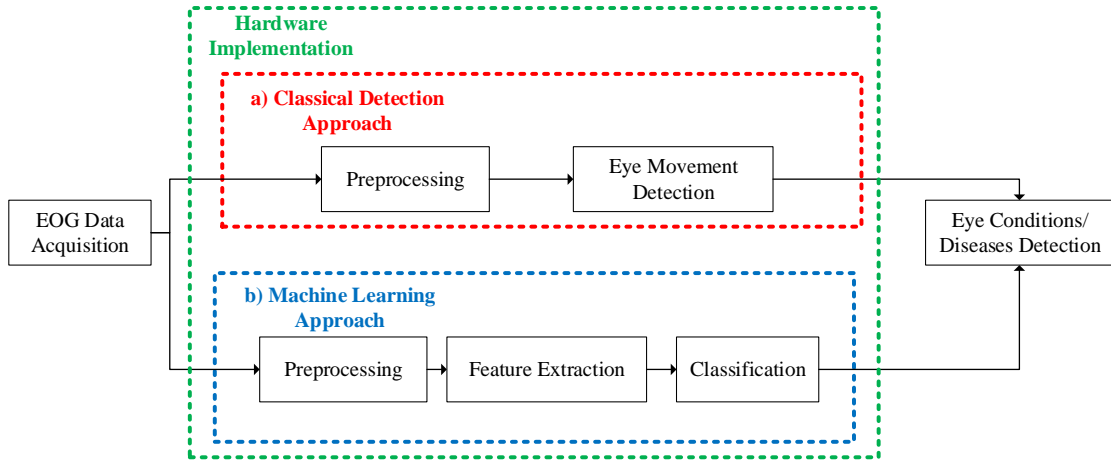 Hardware
Implementation
a) Classical Detection
Approach
Preprocessing
Eye Movement
Detection
EOG Data
Acquisition
Eye Conditions/
Diseases Detection
b) Machine Learning
Approach
Preprocessing
Feature Extraction
Classification